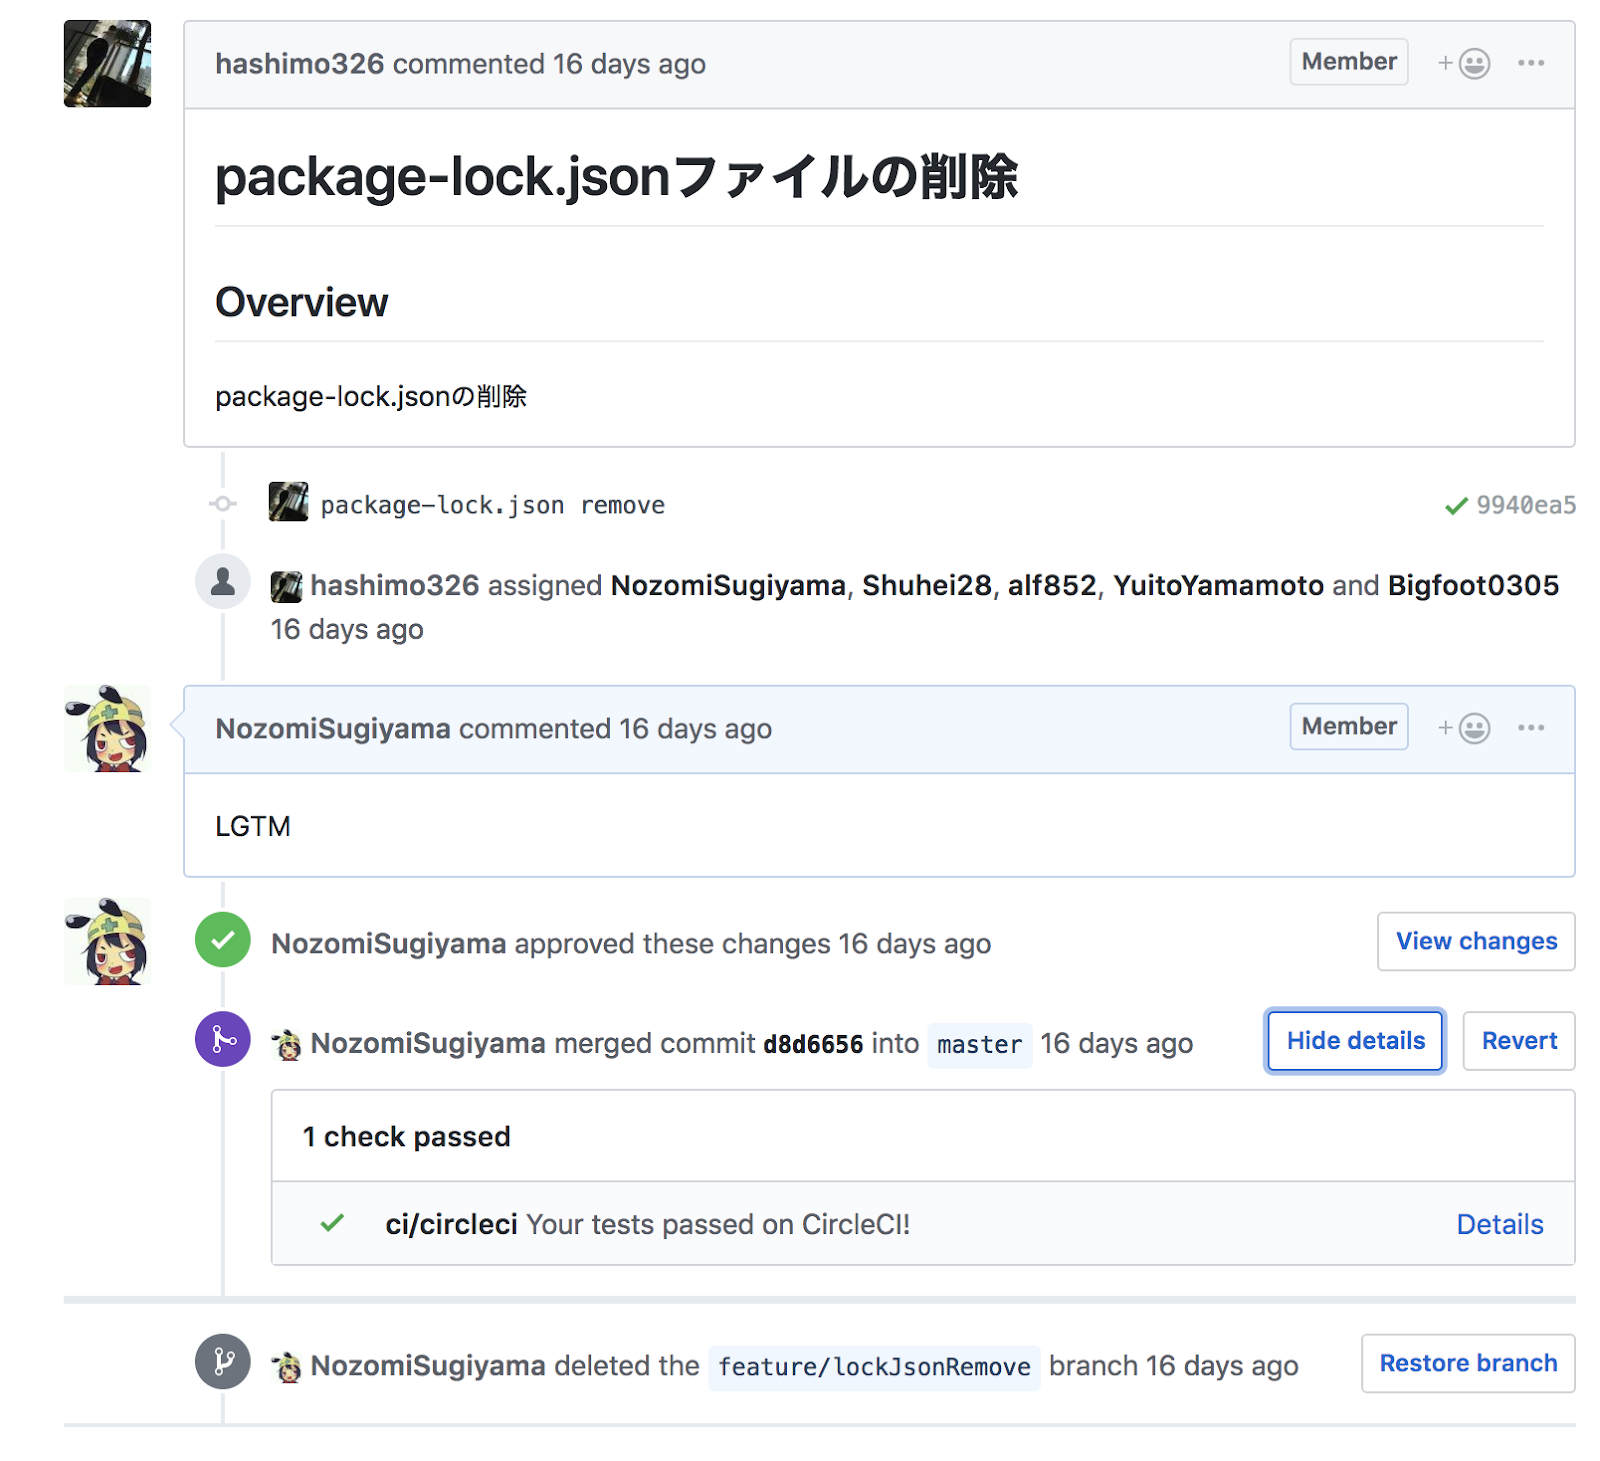 hashimo326 commented 16 days ago Member
package-lock.jsonファイルの削除
Overview
package-lock.jsonの削除
package-lock.json remove 9940ea5
hashimo326 assigned NozomiSugiyama, Shuhei28, alf852, YuitoYamamoto and Bigfoot0305
16 days ago
NozomiSugiyama commented 16 days ago Member
LGTM
NozomiSugiyama approved these changes 16 days ago View changes
NozomiSugiyama merged commit d8d6656 into master 16 days ago Hide details Revert
1 check passed
ci/circleci Your tests passed on CircleCI! Details
NozomiSugiyama deleted the feature/lockJsonRemove branch 16 days ago Restore branch